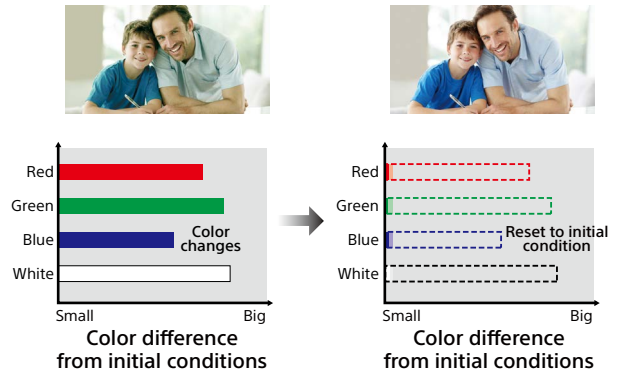 Red
Green
Blue
White
Color
changes
Small
Big
Color difference
from initial conditions
Red
Green
Blue
White
Reset to initial
condition
Small
Big
Color difference
from initial conditions